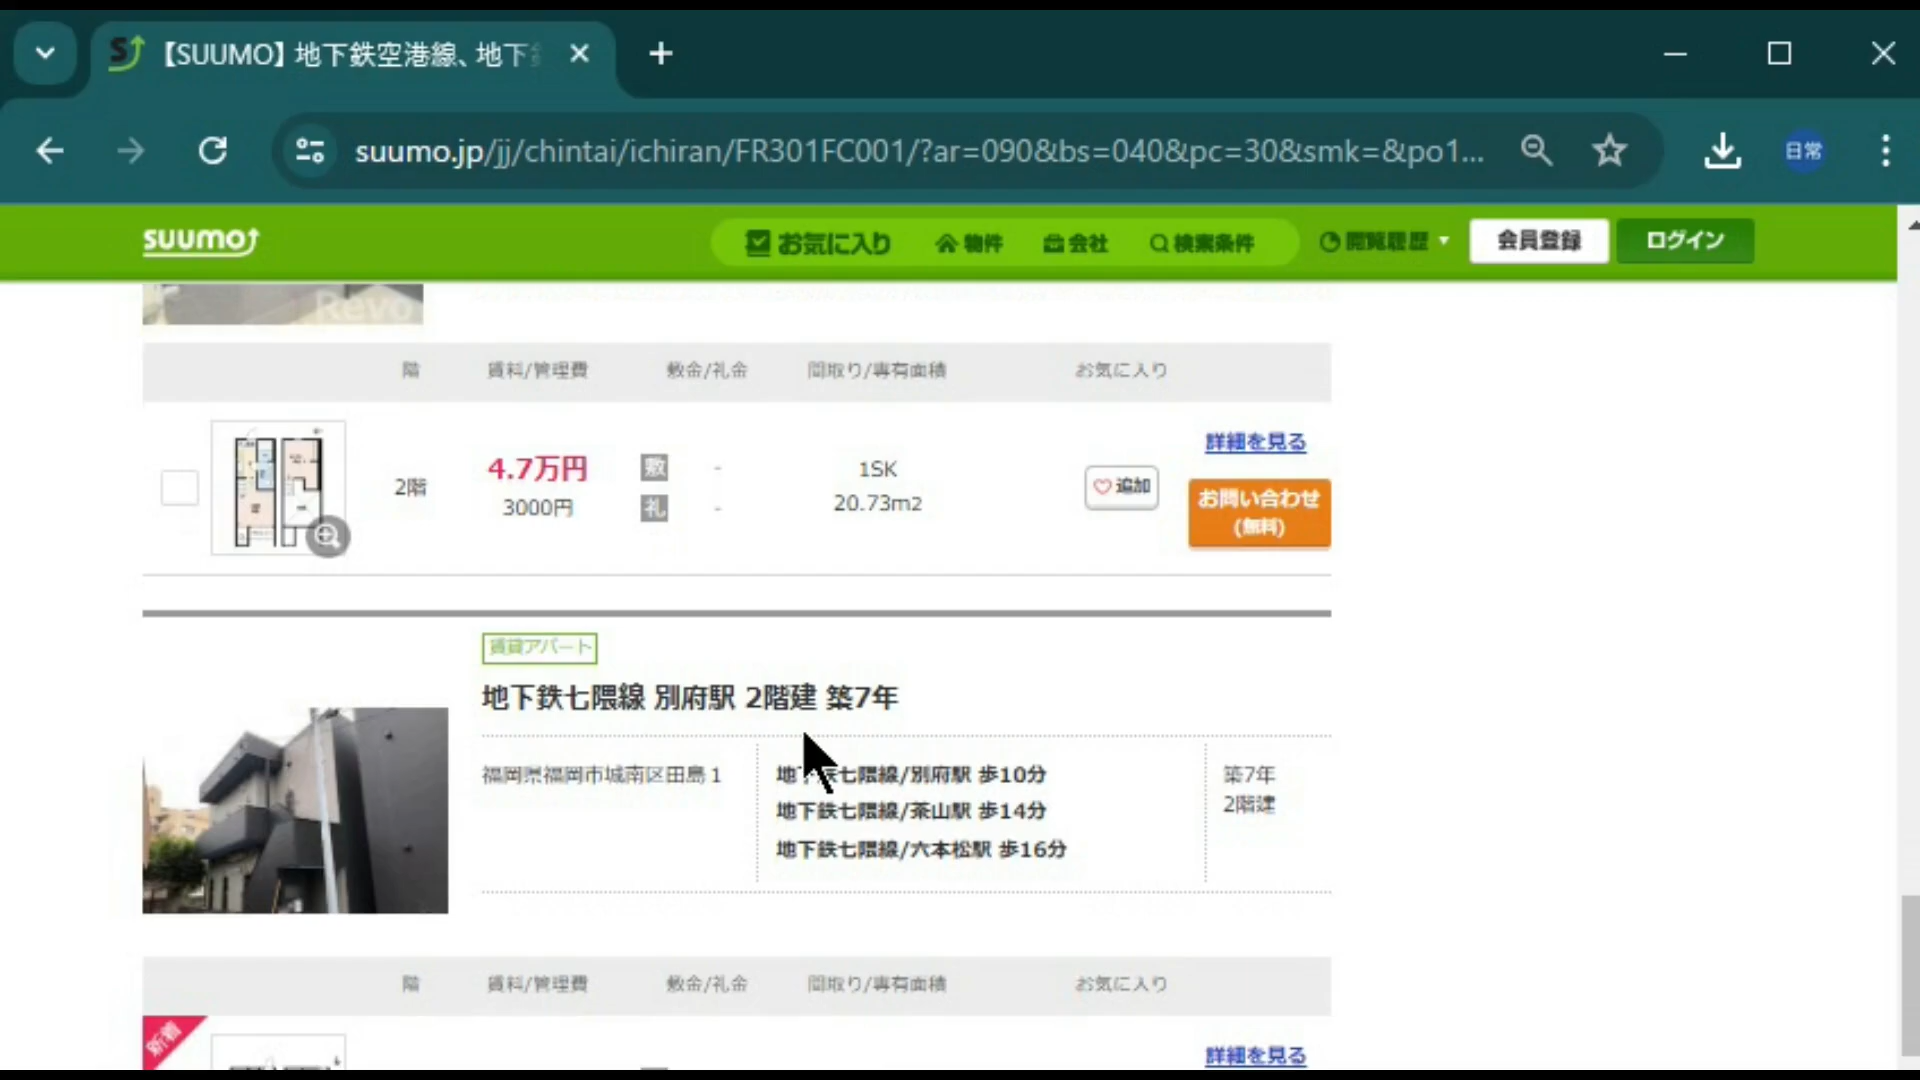 【SUUMO】地下鉄空港線、地下
suumo.jp/jj/chintai/ichiran/FR301FC001/?ar=090&bs=040&pc=30&smk=&po1...
日常
suumo
お気に入り 物件 会社 検索条件 閲覧履歴 会員登録 ログイン
Revo
階 賃料/管理費 敷金/礼金 間取り/専有面積 お気に入り
詳細を見る
2階 4.7万円 敷 - 1SK 追加 お問い合わせ
3000円 礼 - 20.73m2 (無料)
賃貸アパート
地下鉄七隈線 別府駅 2階建 築7年
福岡県福岡市城南区田島1 地下鉄七隈線/別府駅 歩10分 築7年
地下鉄七隈線/茶山駅 歩14分 2階建
地下鉄七隈線/六本松駅 歩16分
階 賃料/管理費 敷金/礼金 間取り/専有面積 お気に入り
新着
詳細を見る